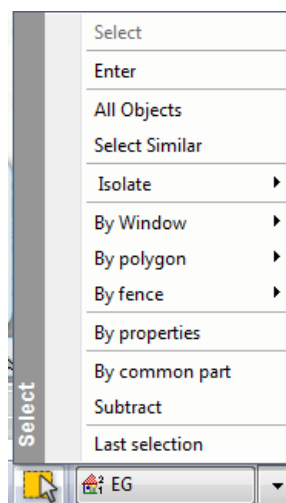 Select
Enter
All Objects
Select Similar
Isolate
By Window
By polygon
By fence
By properties
By common part
Subtract
Last selection
Select
EG